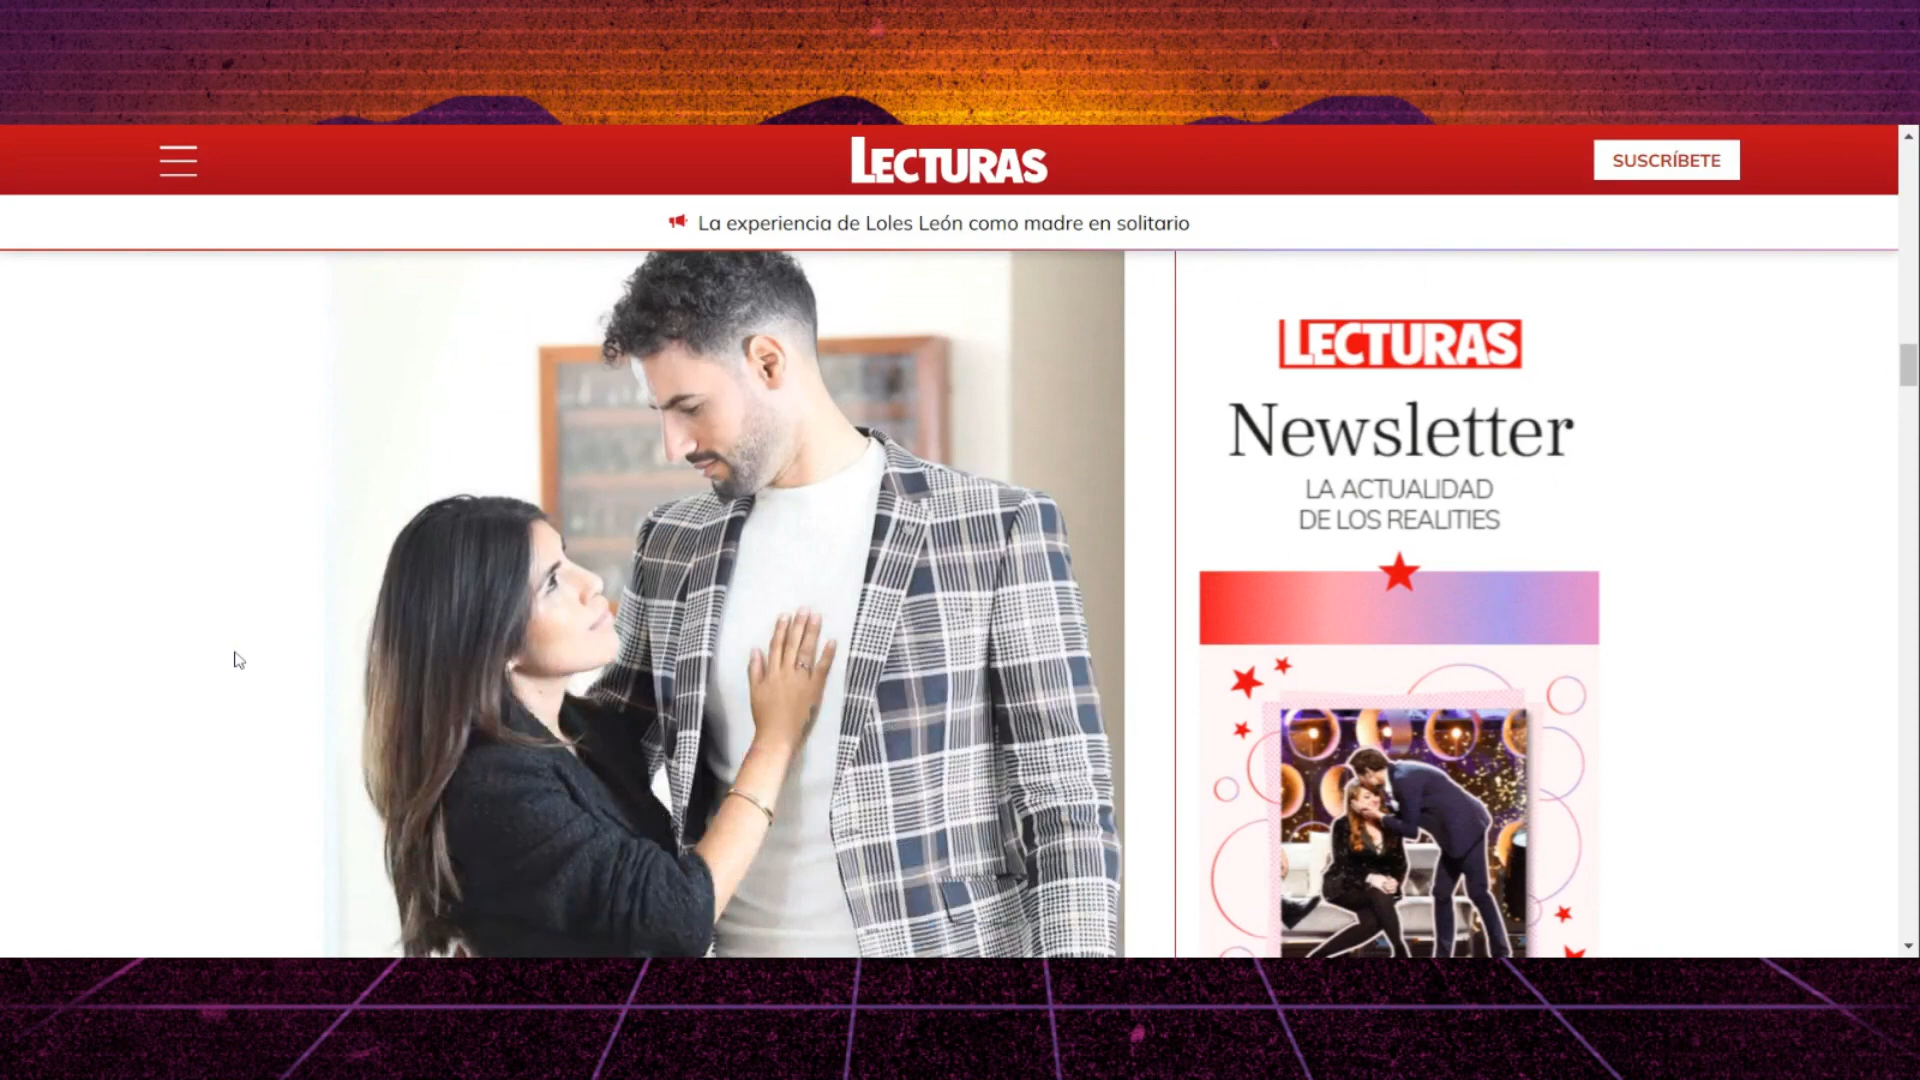 LECTURAS
SUSCRÍBETE
La experiencia de Loles León como madre en solitario
LECTURAS
Newsletter
LA ACTUALIDAD
DE LOS REALITIES